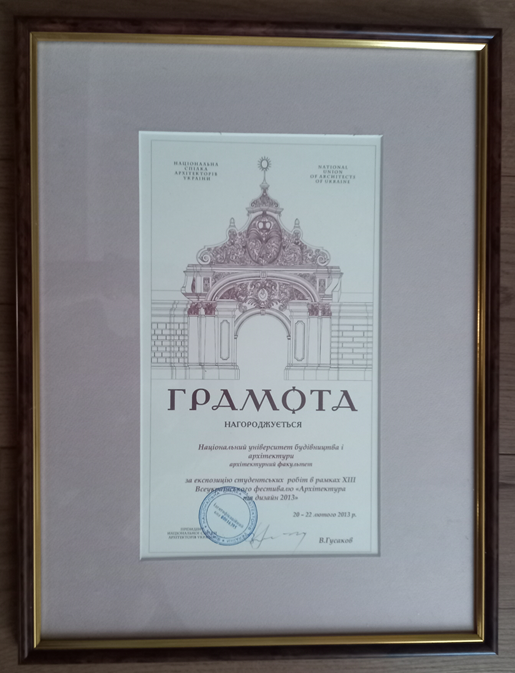 НАЦІОНАЛЬНА
СПІЛКА
АРХІТЕКТОРІВ
УКРАЇНИ
NATIONAL
UNION
OF ARCHITECTS
OF UKRAINE
ГРАМОТА
НАГОРОДЖУЄТЬСЯ
Національний університет будівництва і
архітектури
архітектурний факультет
за експозицію студентських робіт в рамках XIII
Всеукраїнського фестивалю «Архітектура
та дизайн 2013»
20 – 22 лютого 2013 р.
В.Гусаков